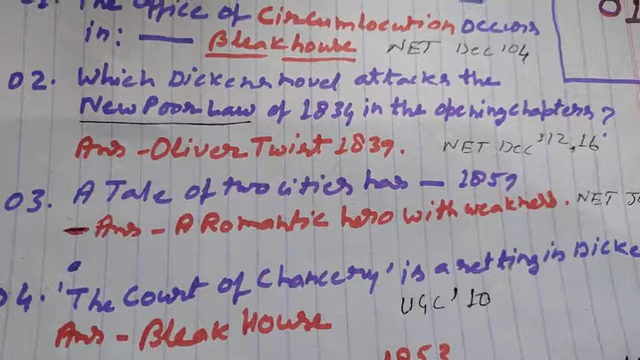 01. The Office of Circumlocution occurs
in: — Bleak house NET Dec '04
02. Which Dickens novel attacks the
New Poor Law of 1834 in the opening chapters?
Ans - Oliver Twist 1839. NET Dec '12, 16
03. A Tale of two cities has — 1859
- Ans - A Romantic hero with weakness. NET
04. 'The Court of Chancery' is a setting in Dicke
UGC' 10
Ans - Bleak House
1853